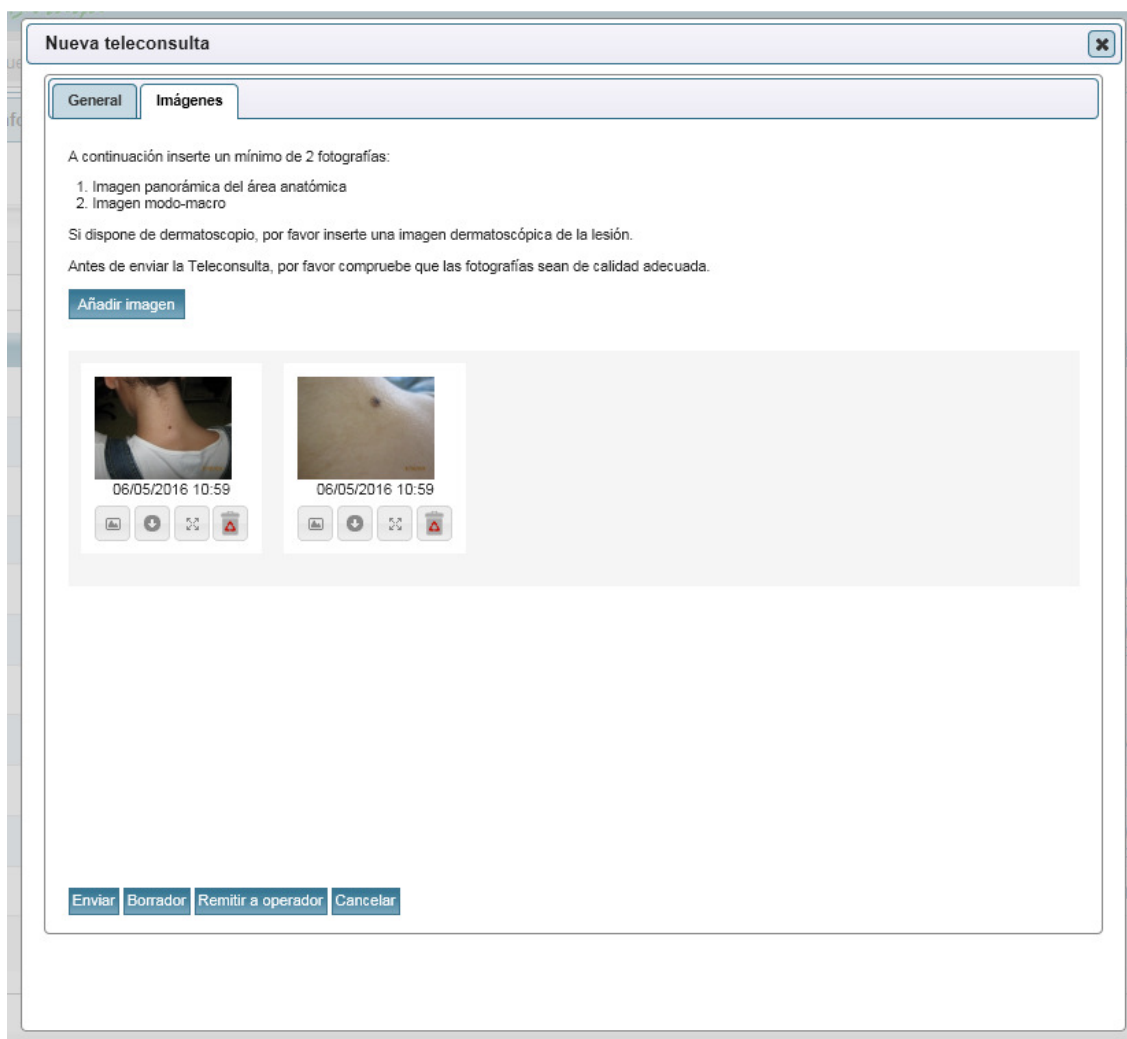 Nueva teleconsulta
General Imágenes
A continuación inserte un mínimo de 2 fotografías:
1. Imagen panorámica del área anatómica
2. Imagen modo-macro
Si dispone de dermatoscopio, por favor inserte una imagen dermatoscópica de la lesión.
Antes de enviar la Teleconsulta, por favor compruebe que las fotografías sean de calidad adecuada.
Añadir imagen
06/05/2016 10:59 06/05/2016 10:59
Enviar Borrador Remitir a operador Cancelar